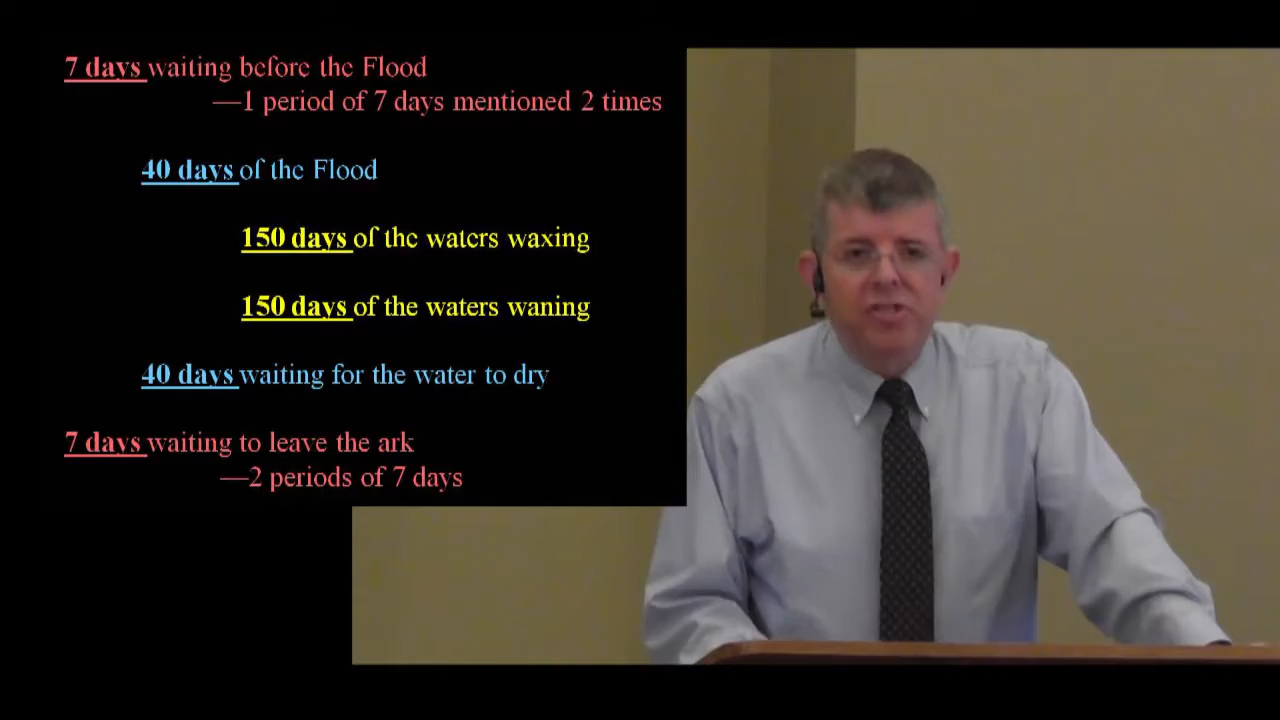 7 days waiting before the Flood
—1 period of 7 days mentioned 2 times
40 days of the Flood
150 days of the waters waxing
150 days of the waters waning
40 days waiting for the water to dry
7 days waiting to leave the ark
—2 periods of 7 days